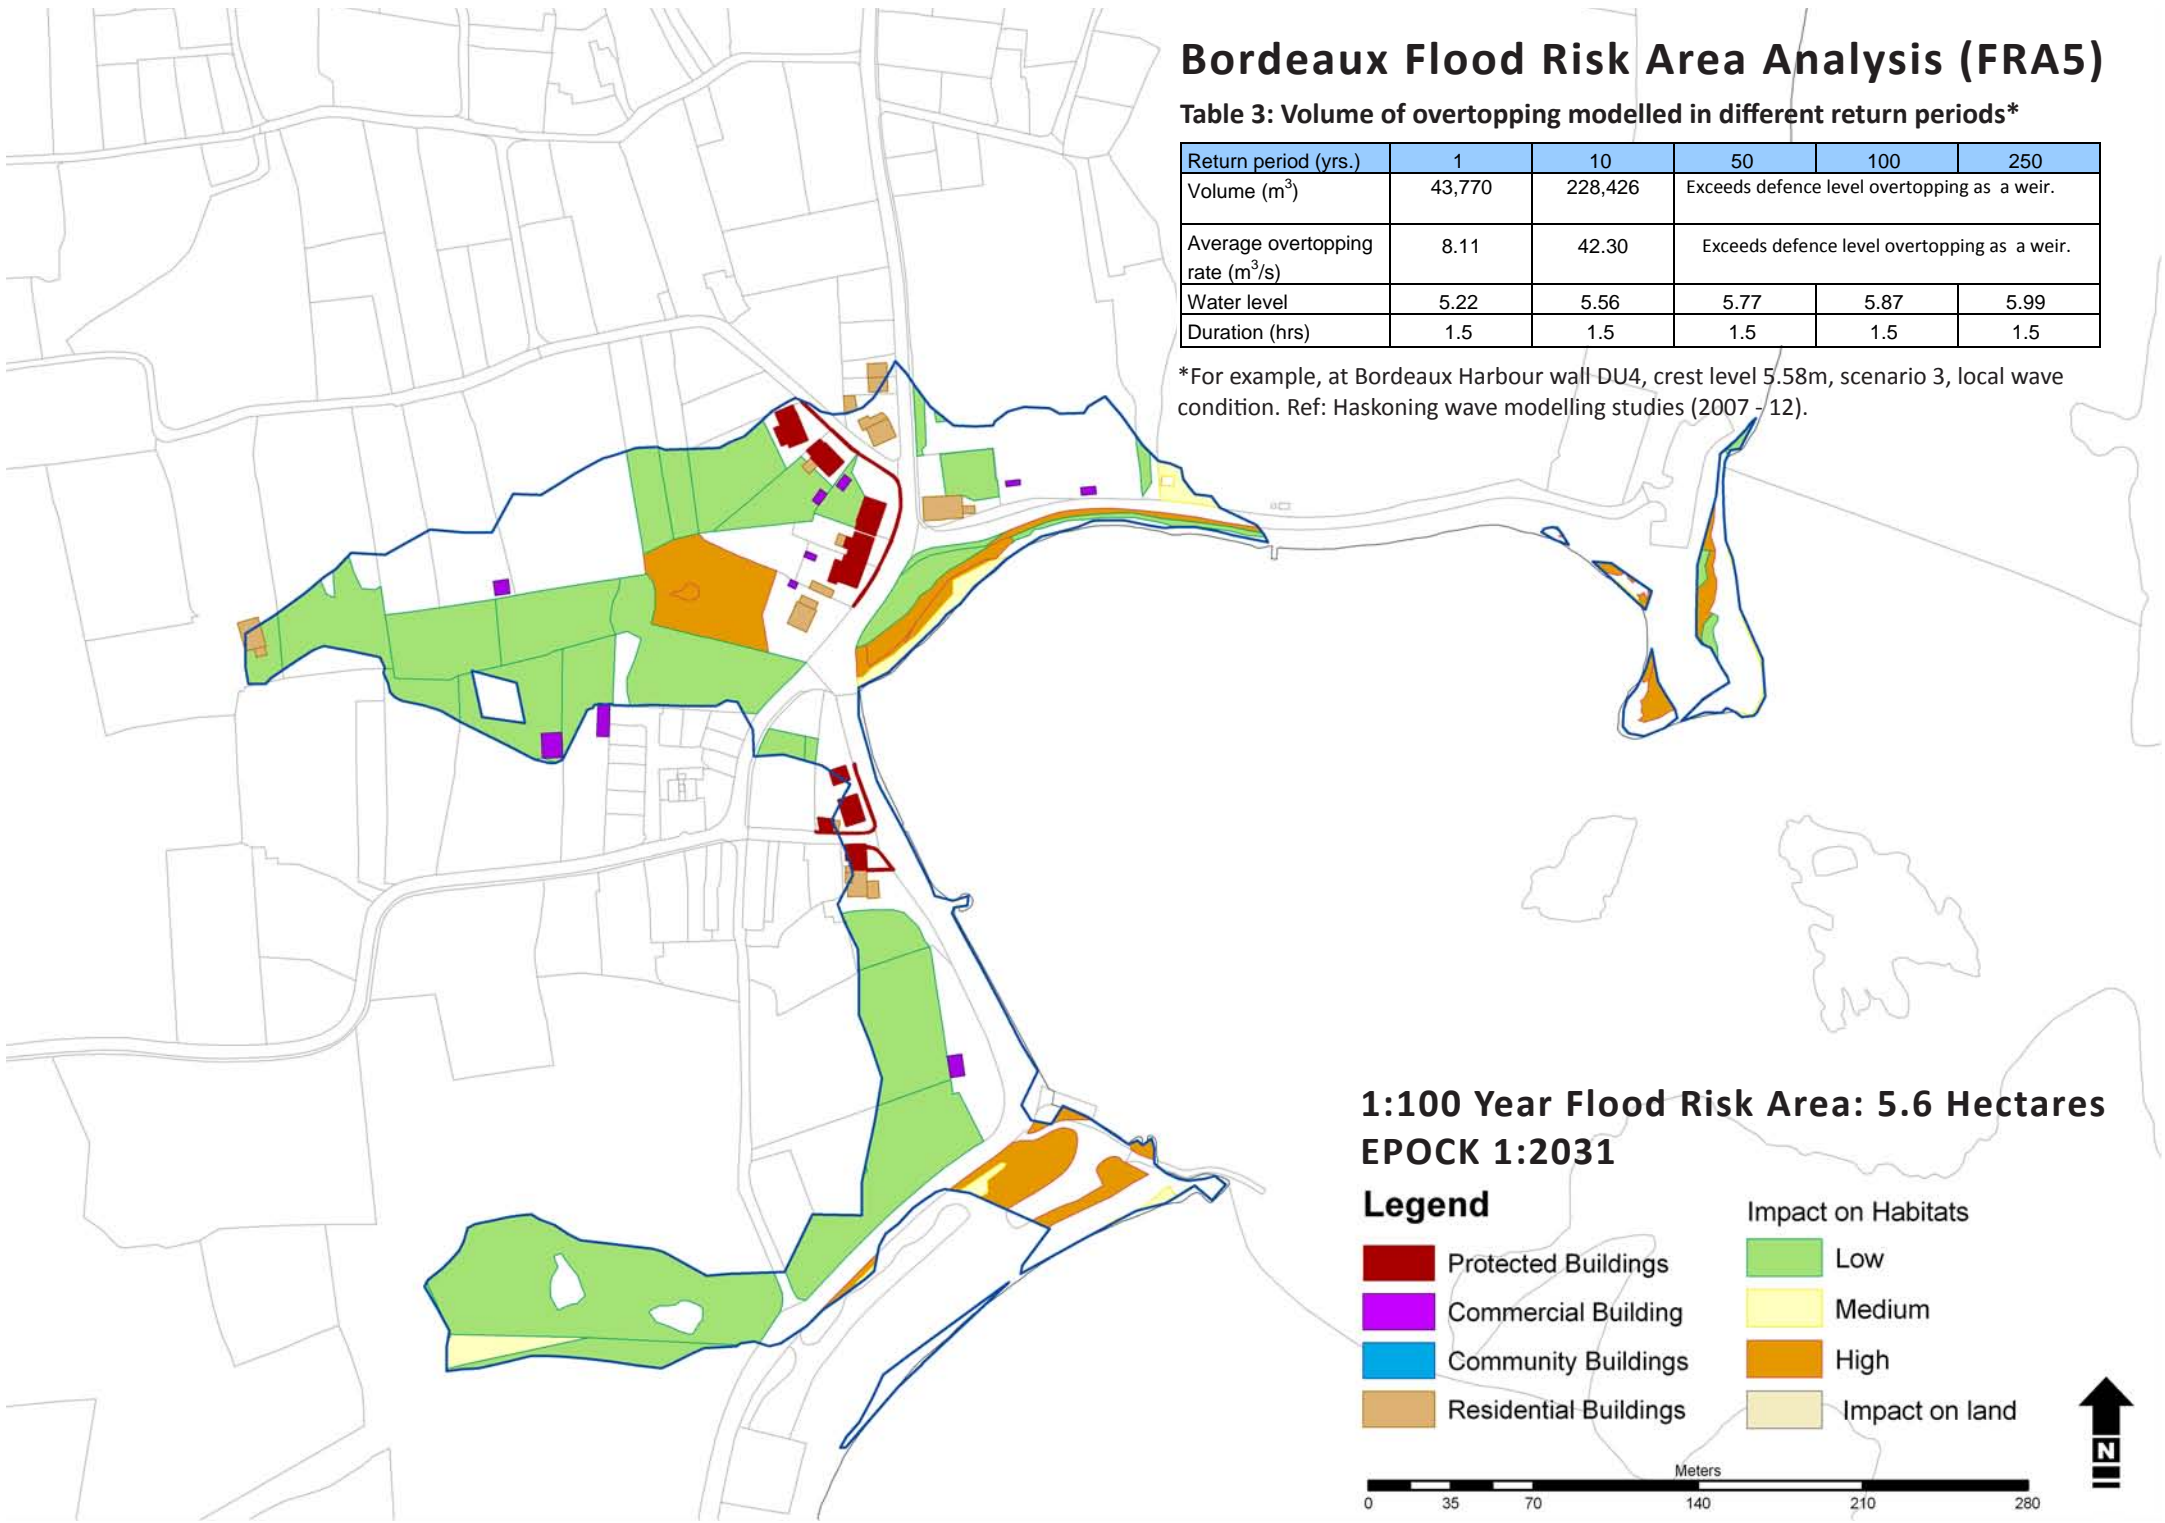 Bordeaux Flood Risk Area Analysis (FRA5)
Table 3: Volume of overtopping modelled in different return periods*
Return period (yrs.) 1 10 50 100 250
Volume (m³) 43,770 228,426 Exceeds defence level overtopping as a weir.
Average overtopping 8.11 42.30 Exceeds defence level overtopping as a weir.
rate (m³/s)
Water level 5.22 5.56 5.77 5.87 5.99
Duration (hrs) 1.5 1.5 1.5 1.5 1.5
*For example, at Bordeaux Harbour wall DU4, crest level 5.58m, scenario 3, local wave
condition. Ref: Haskoning wave modelling studies (2007 - 12).
1:100 Year Flood Risk Area: 5.6 Hectares
EPOCK 1:2031
Legend
Protected Buildings
Commercial Building
Community Buildings
Residential Buildings
Impact on Habitats
Low
Medium
High
Impact on land
N
Meters
0 35 70 140 210 280